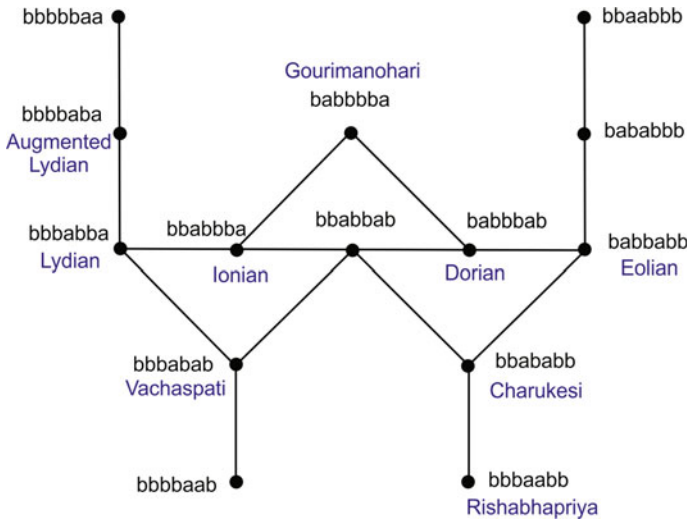 bbbbbaa
bbaabbb
Gourimanohari
babbbba
bbbbaba
Augmented
Lydian
bababbb
bbbabba
Lydian
bbabbba
Ionian
bbabbab
babbbab
Dorian
babbabb
Eolian
bbbabab
Vachaspati
bbababb
Charukesi
bbbbaab
bbbaabb
Rishabhapriya